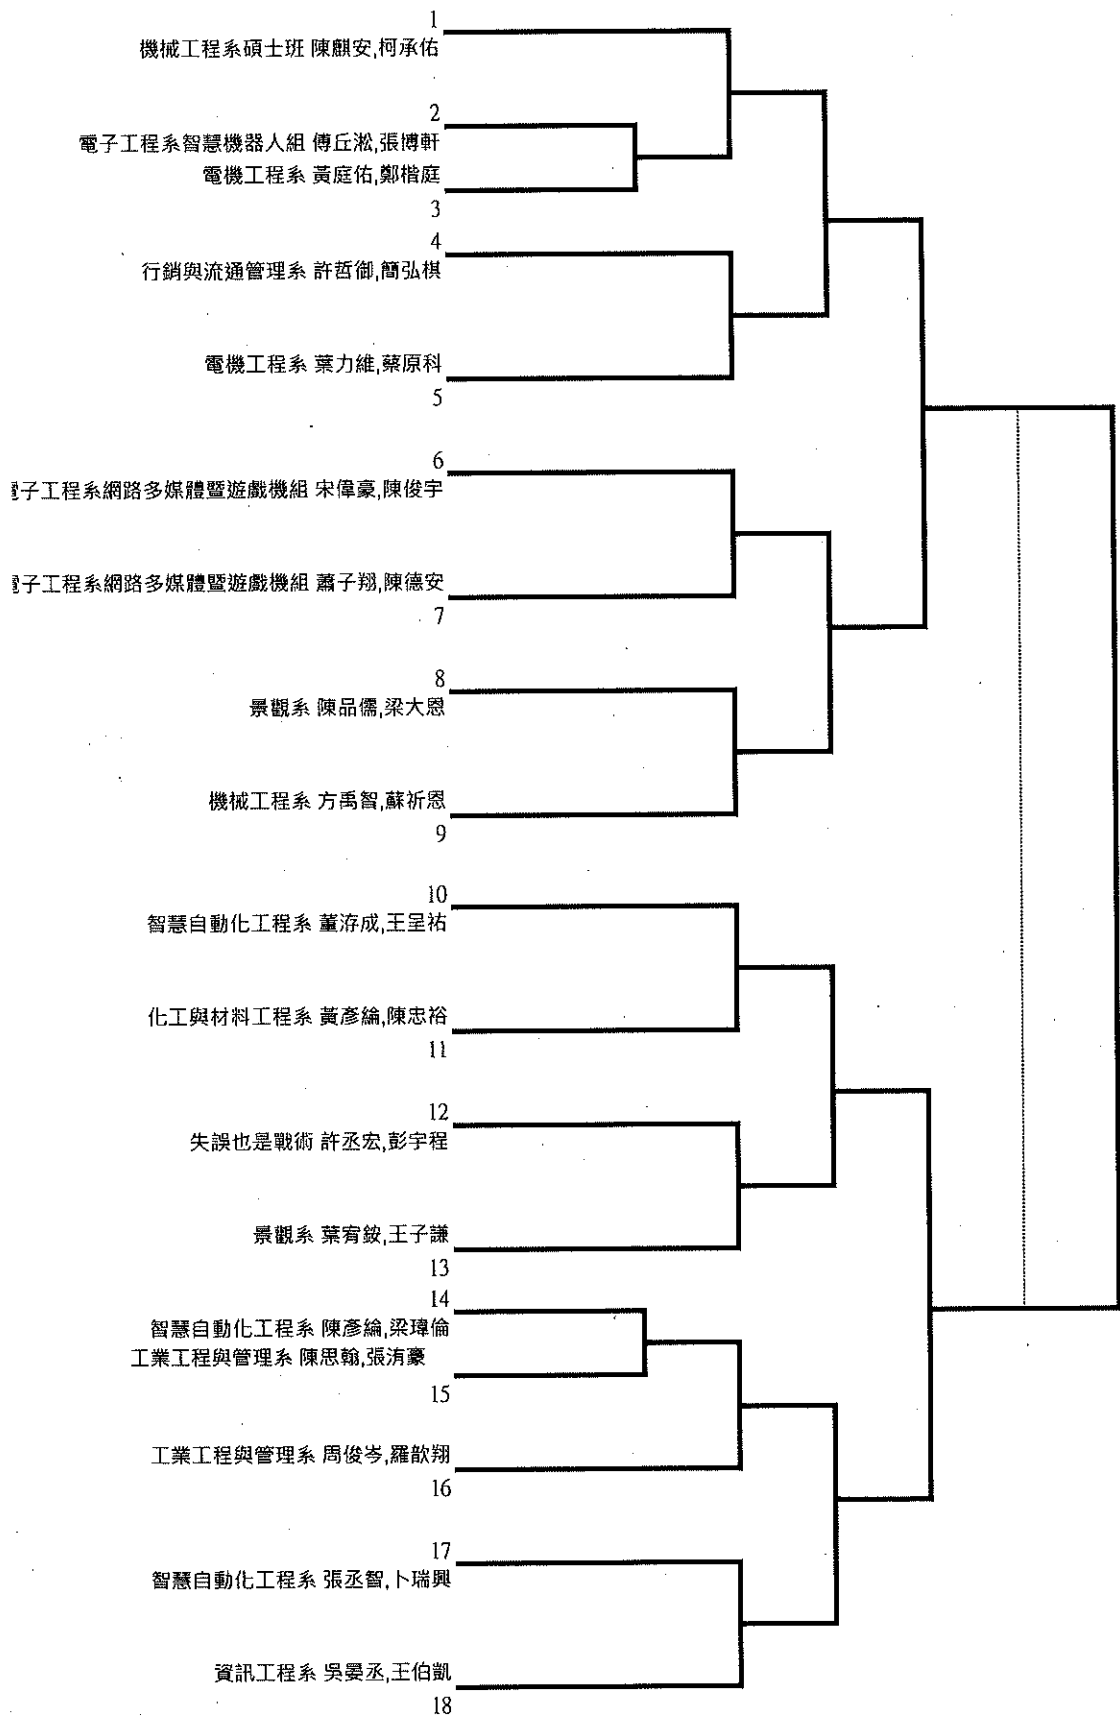 1
機械工程系碩士班 陳麒安,柯承佑
2
電子工程系智慧機器人組 傅丘淞,張博軒
電機工程系 黃庭佑,鄭楷庭
3
4
行銷與流通管理系 許哲御,簡弘棋
電機工程系 葉力維,蔡原科
5
6
電子工程系網路多媒體暨遊戲機組 宋偉豪,陳俊宇
電子工程系網路多媒體暨遊戲機組 蕭子翔,陳德安
7
8
景觀系 陳品儒,梁大恩
機械工程系 方禹智,蘇祈恩
9
10
智慧自動化工程系 董洊成,王呈祐
化工與材料工程系 黃彥綸,陳忠裕
11
12
失誤也是戰術 許丞宏,彭宇程
景觀系 葉宥銨,王子謙
13
14
智慧自動化工程系 陳彥綸,梁瑋倫
工業工程與管理系 陳思翰,張洧豪
15
工業工程與管理系 周俊岑,羅歆翔
16
17
智慧自動化工程系 張丞智,卜瑞興
資訊工程系 吳晏丞,王伯凱
18